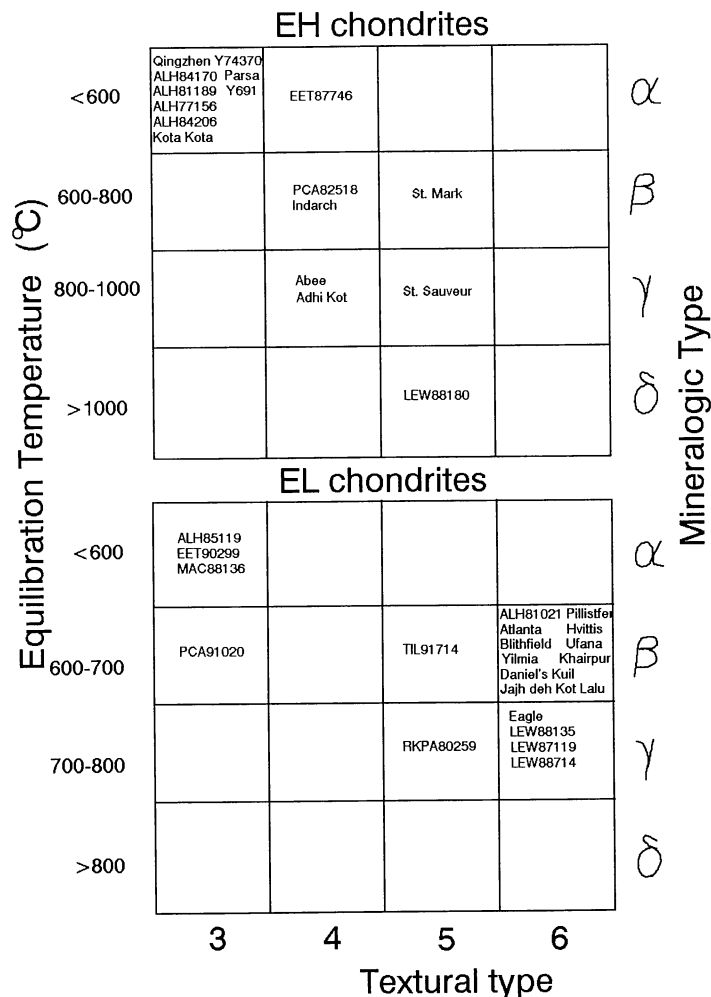 EH chondrites
Qingzhen Y74370
ALH84170 Parsa
ALH81189 Y691
ALH77156
ALH84206
Kota Kota
<600
EET87746
α
600-800
PCA82518
Indarch
St. Mark
β
800-1000
Abee
Adhi Kot
St. Sauveur
γ
>1000
LEW88180
δ
EL chondrites
<600
ALH85119
EET90299
MAC88136
α
600-700
PCA91020
TIL91714
ALH81021 Pillistfer
Atlanta Hvittis
Blithfield Ufana
Yilmia Khairpur
Daniel's Kuil
Jajh deh Kot Lalu
β
700-800
RKPA80259
Eagle
LEW88135
LEW87119
LEW88714
γ
>800
δ
3 4 5 6
Textural type
Equilibration Temperature (°C)
Mineralogic Type